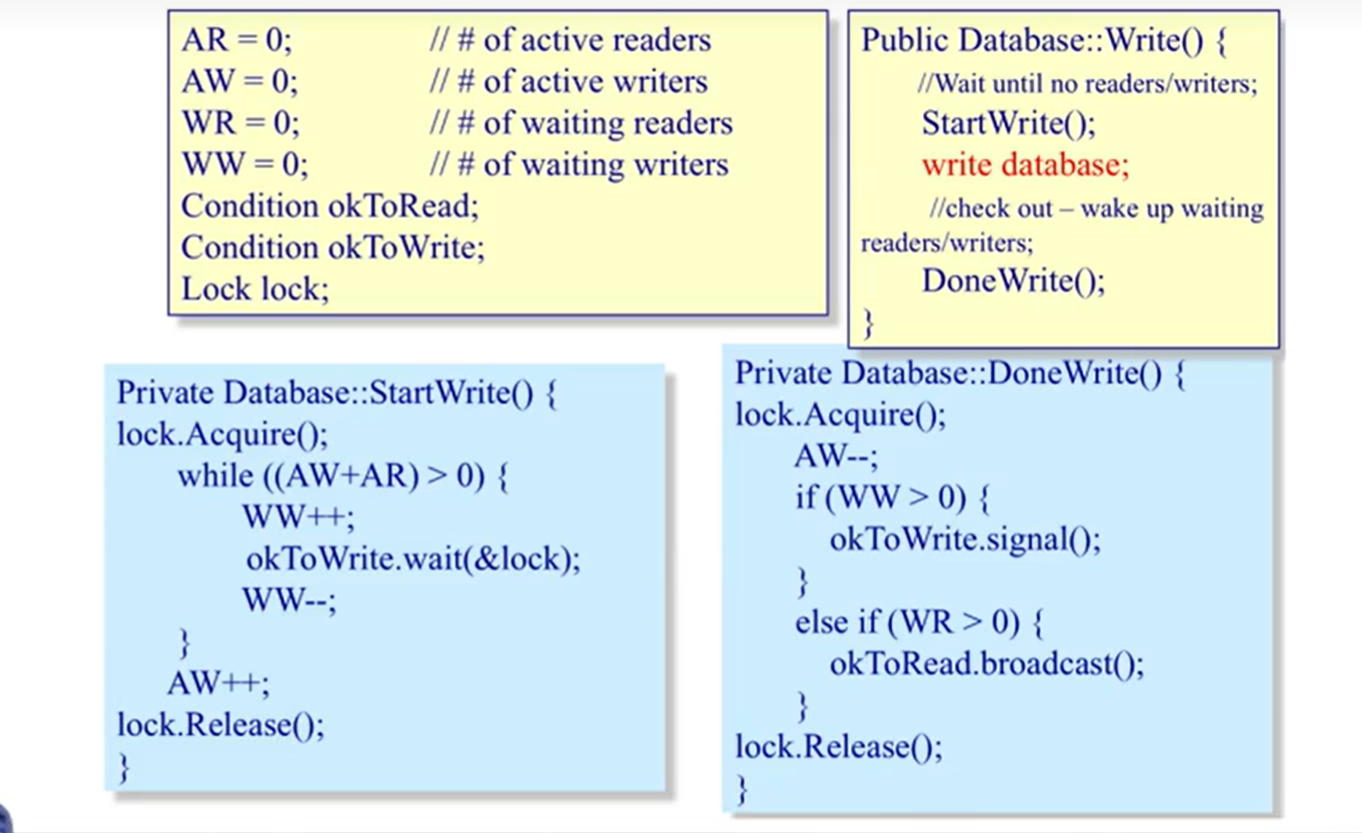 AR = 0; // # of active readers
AW = 0; // # of active writers
WR = 0; // # of waiting readers
WW = 0; // # of waiting writers
Condition okToRead;
Condition okToWrite;
Lock lock;
Public Database::Write() {
//Wait until no readers/writers;
StartWrite();
write database;
//check out – wake up waiting
readers/writers;
DoneWrite();
}
Private Database::StartWrite() {
lock.Acquire();
while ((AW+AR) > 0) {
WW++;
okToWrite.wait(&lock);
WW--;
}
AW++;
lock.Release();
}
Private Database::DoneWrite() {
lock.Acquire();
AW--;
if (WW > 0) {
okToWrite.signal();
}
else if (WR > 0) {
okToRead.broadcast();
}
lock.Release();
}